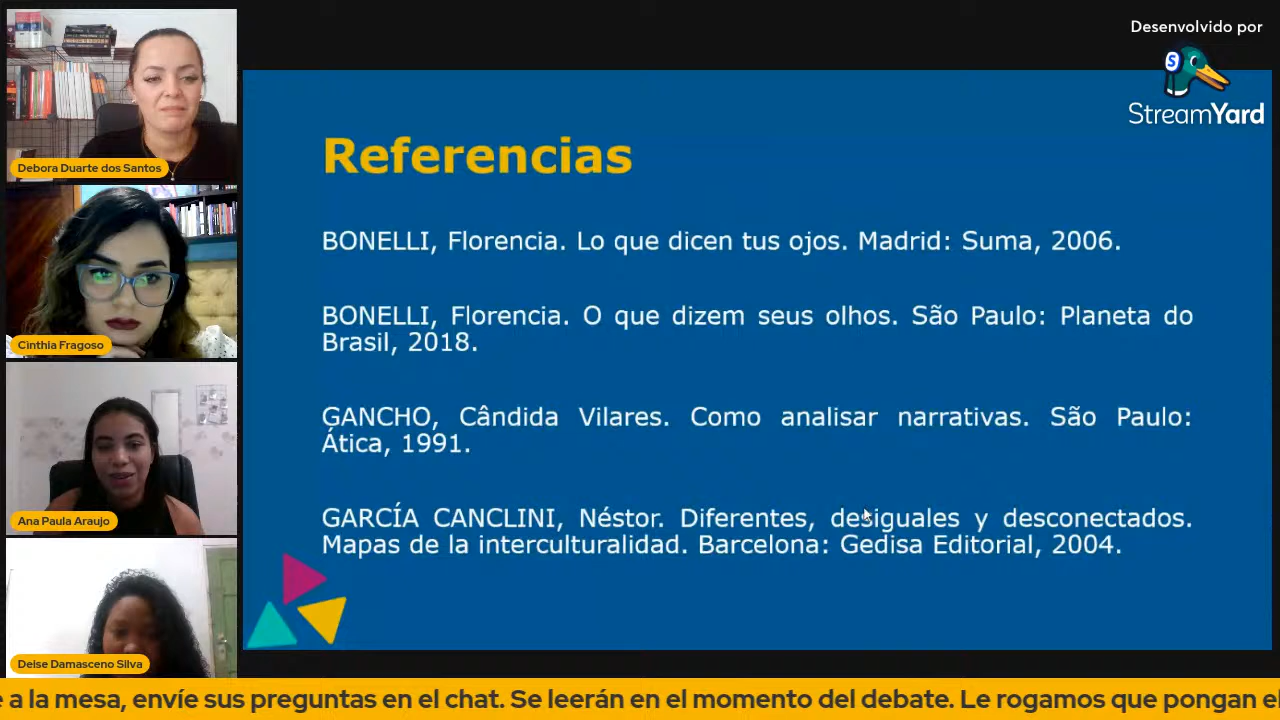 Debora Duarte dos Santos
Cinthia Fragoso
Ana Paula Araujo
Deise Damasceno Silva
Desenvolvido por
StreamYard
Referencias
BONELLI, Florencia. Lo que dicen tus ojos. Madrid: Suma, 2006.
BONELLI, Florencia. O que dizem seus olhos. São Paulo: Planeta do
Brasil, 2018.
GANCHO, Cândida Vilares. Como analisar narrativas. São Paulo:
Ática, 1991.
GARCÍA CANCLINI, Néstor. Diferentes, desiguales y desconectados.
Mapas de la interculturalidad. Barcelona: Gedisa Editorial, 2004.
a la mesa, envíe sus preguntas en el chat. Se leerán en el momento del debate. Le rogamos que pongan el